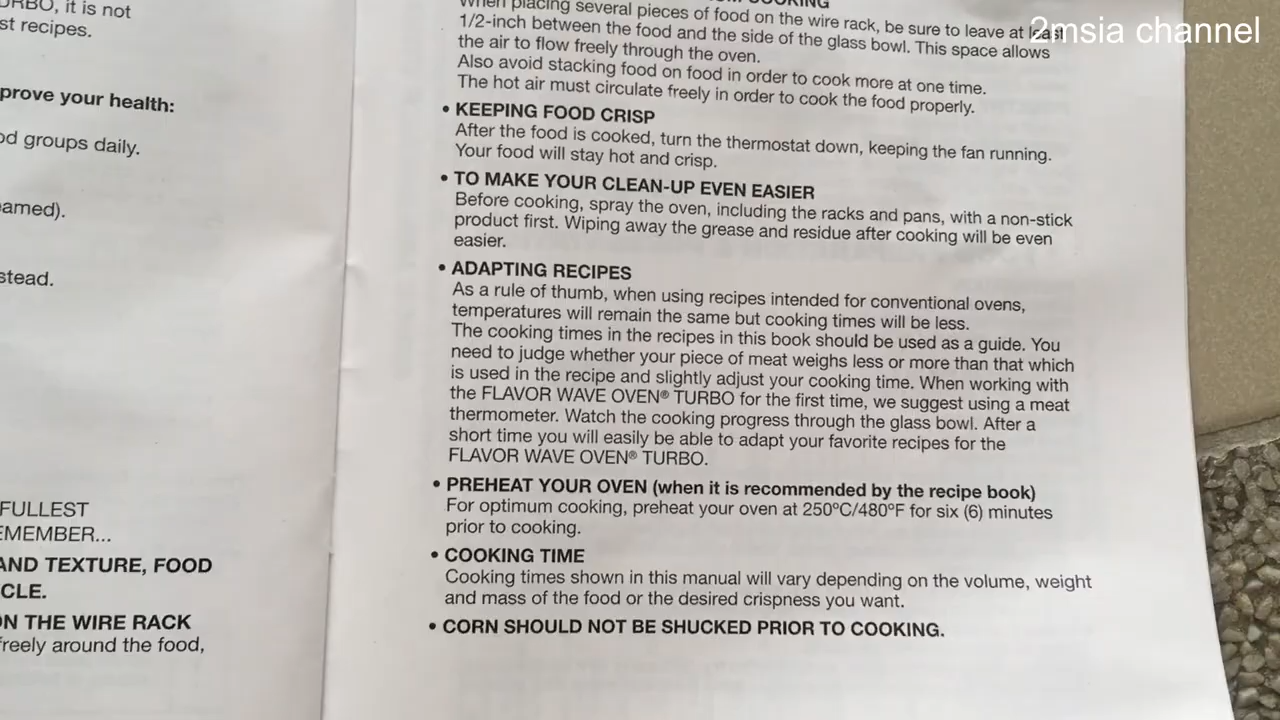 URBO, it is not
st recipes.
prove your health:
od groups daily.
eamed).
stead.
FULLEST
EMEMBER...
AND TEXTURE, FOOD
CLE.
ON THE WIRE RACK
freely around the food,
COOKING
When placing several pieces of food on the wire rack, be sure to leave at least
1/2-inch between the food and the side of the glass bowl. This space allows
the air to flow freely through the oven.
Also avoid stacking food on food in order to cook more at one time.
The hot air must circulate freely in order to cook the food properly.
• KEEPING FOOD CRISP
After the food is cooked, turn the thermostat down, keeping the fan running.
Your food will stay hot and crisp.
• TO MAKE YOUR CLEAN-UP EVEN EASIER
Before cooking, spray the oven, including the racks and pans, with a non-stick
product first. Wiping away the grease and residue after cooking will be even
easier.
• ADAPTING RECIPES
As a rule of thumb, when using recipes intended for conventional ovens,
temperatures will remain the same but cooking times will be less.
The cooking times in the recipes in this book should be used as a guide. You
need to judge whether your piece of meat weighs less or more than that which
is used in the recipe and slightly adjust your cooking time. When working with
the FLAVOR WAVE OVEN® TURBO for the first time, we suggest using a meat
thermometer. Watch the cooking progress through the glass bowl. After a
short time you will easily be able to adapt your favorite recipes for the
FLAVOR WAVE OVEN® TURBO.
• PREHEAT YOUR OVEN (when it is recommended by the recipe book)
For optimum cooking, preheat your oven at 250ºC/480ºF for six (6) minutes
prior to cooking.
• COOKING TIME
Cooking times shown in this manual will vary depending on the volume, weight
and mass of the food or the desired crispness you want.
• CORN SHOULD NOT BE SHUCKED PRIOR TO COOKING.
2msia channel